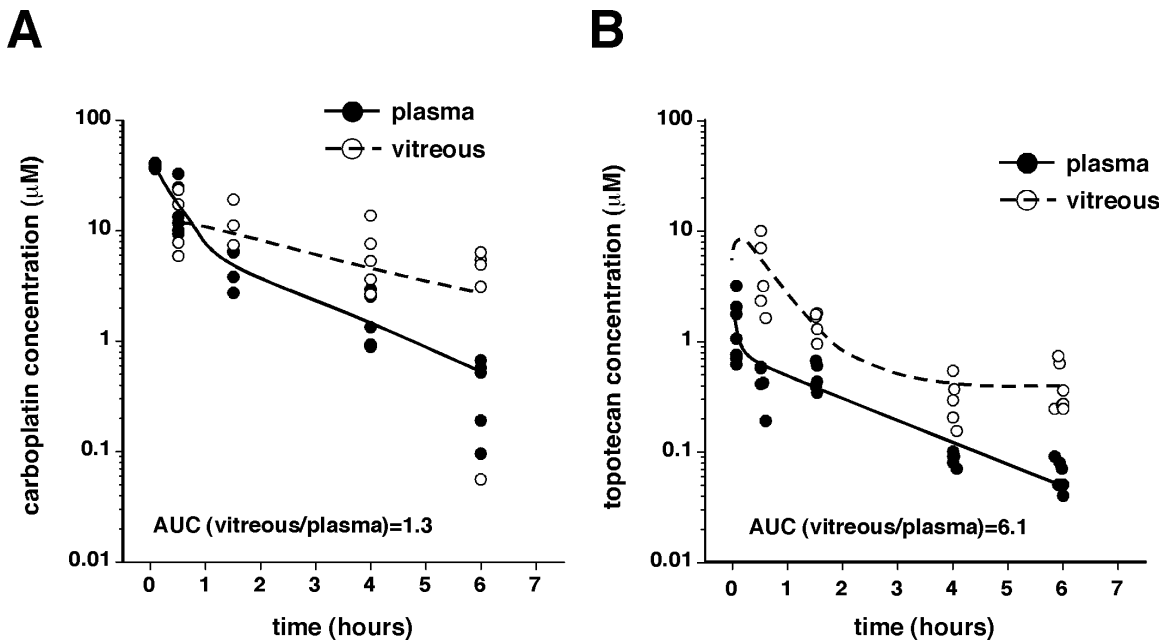 A
carboplatin concentration (μM)
100
10
1
0.1
0.01
plasma
vitreous
AUC (vitreous/plasma)=1.3
0 1 2 3 4 5 6 7
time (hours)
B
topotecan concentration (μM)
100
10
1
0.1
0.01
plasma
vitreous
AUC (vitreous/plasma)=6.1
0 1 2 3 4 5 6 7
time (hours)